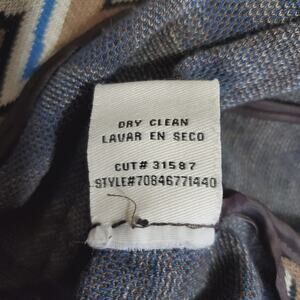 DRY CLEAN
LAVAR EN SECO
CUT# 31587
STYLE#70846771440